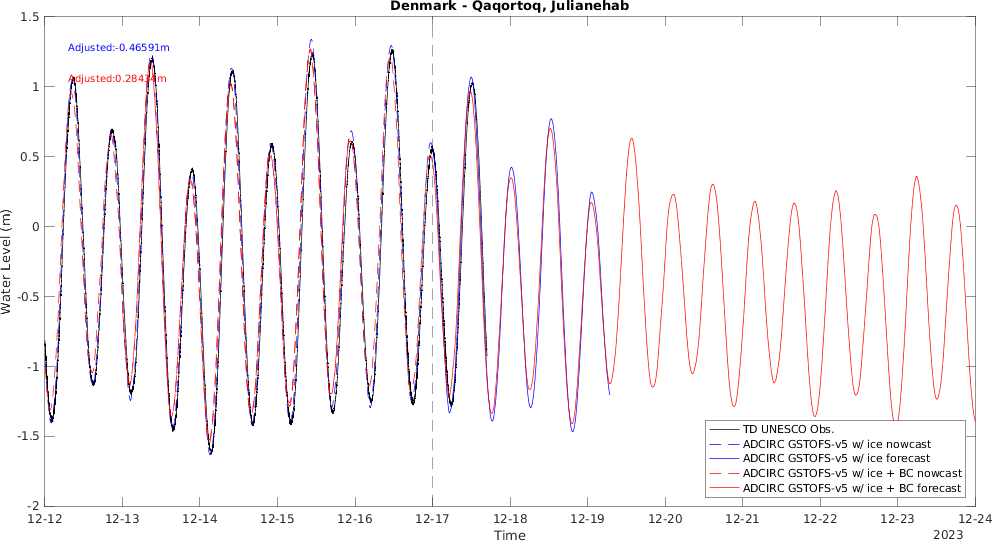 Denmark - Qaqortoq, Julianehab
Adjusted:-0.46591m
Adjusted:0.28434m
Water Level (m)
1.5
1
0.5
0
-0.5
-1
-1.5
-2
12-12
12-13
12-14
12-15
12-16
12-17
12-18
12-19
12-20
12-21
12-22
12-23
12-24
Time
2023
TD UNESCO Obs.
ADCIRC GSTOFS-v5 w/ ice nowcast
ADCIRC GSTOFS-v5 w/ ice forecast
ADCIRC GSTOFS-v5 w/ ice + BC nowcast
ADCIRC GSTOFS-v5 w/ ice + BC forecast